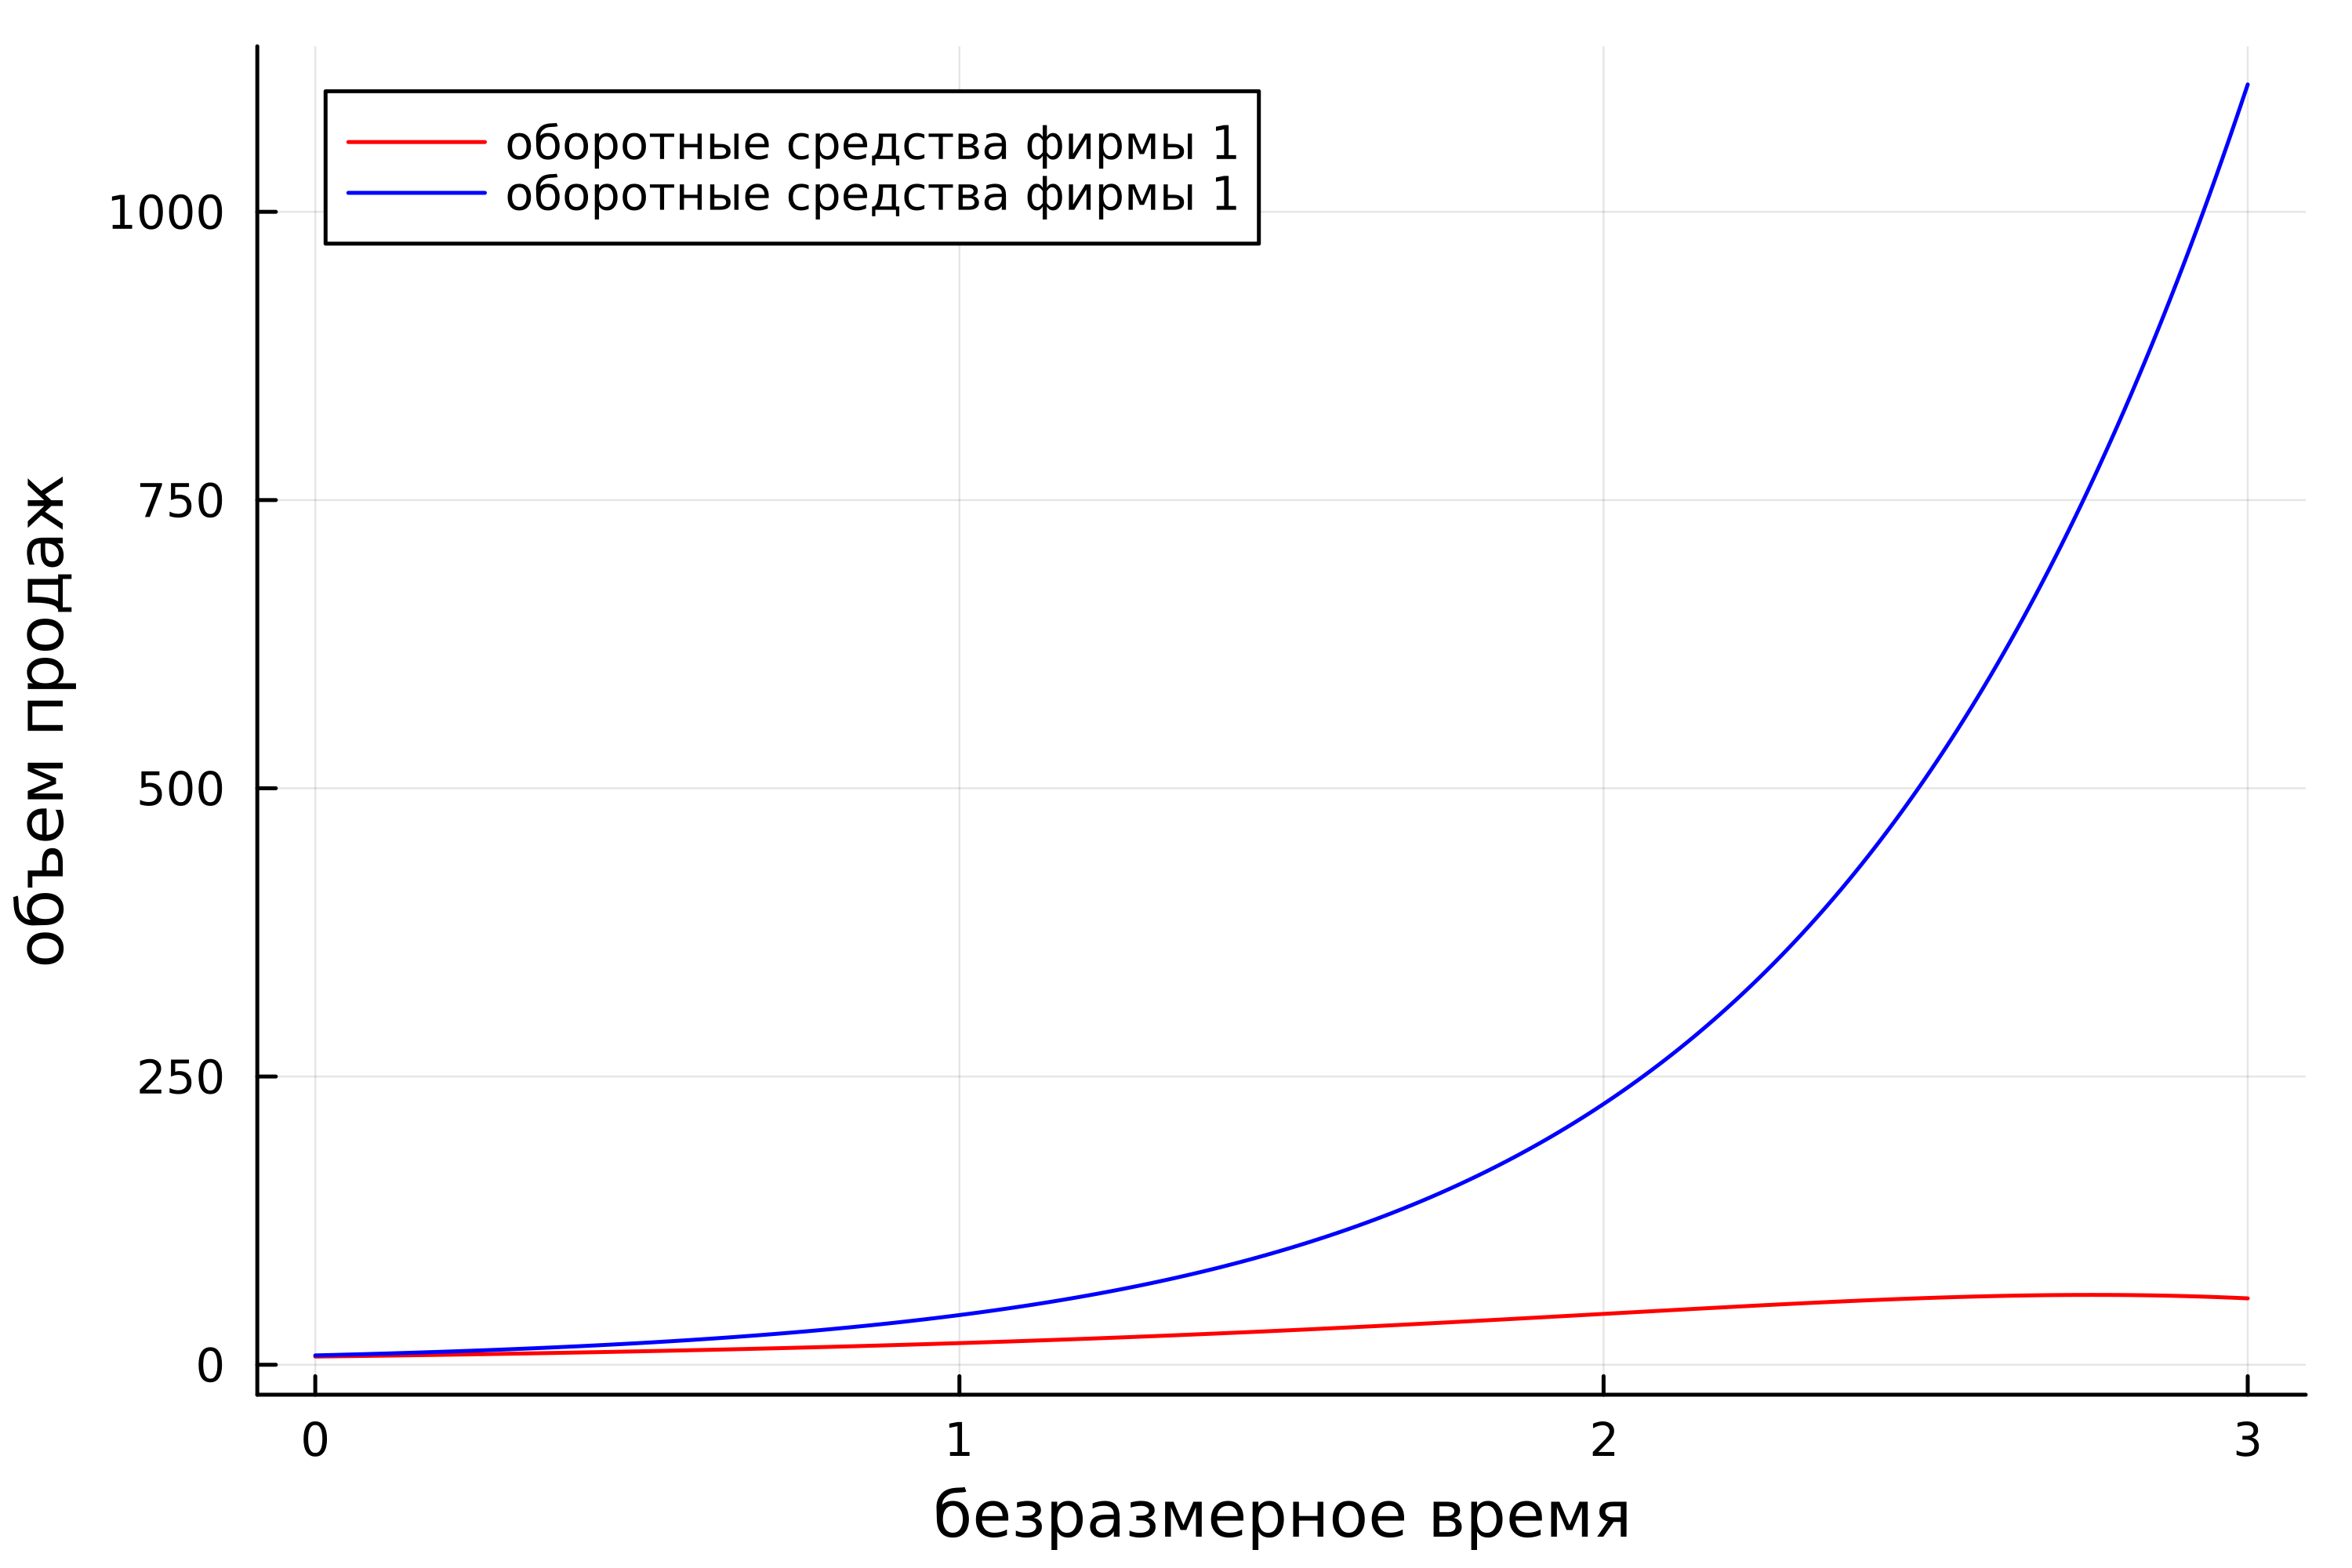 оборотные средства фирмы 1
оборотные средства фирмы 1
объем продаж
1000
750
500
250
0
0 1 2 3
безразмерное время